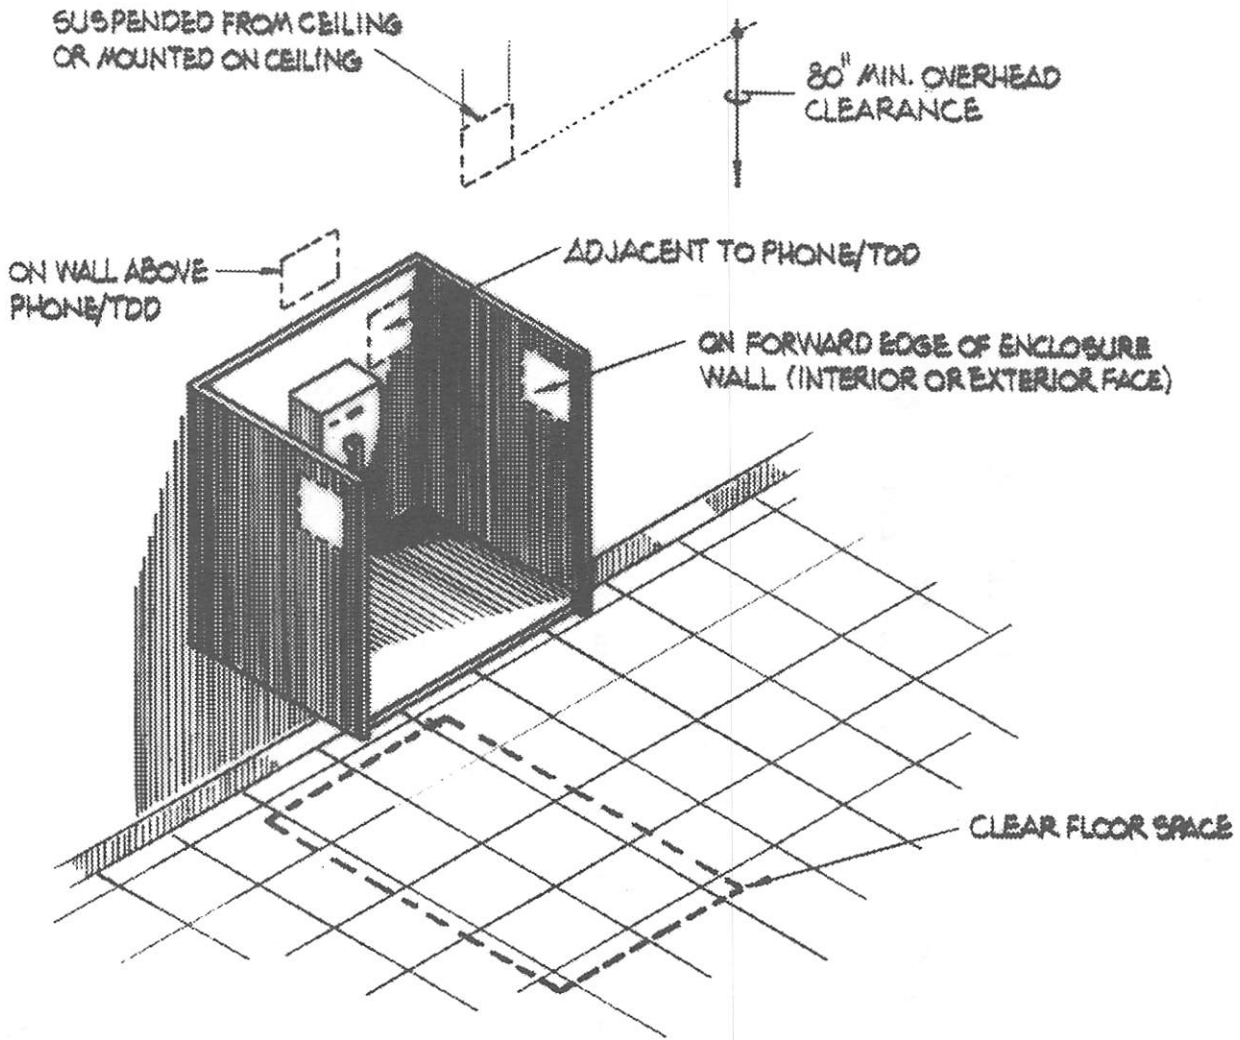 SUSPENDED FROM CEILING
OR MOUNTED ON CEILING
80" MIN. OVERHEAD
CLEARANCE
ADJACENT TO PHONE/TDD
ON WALL ABOVE
PHONE/TDD
ON FORWARD EDGE OF ENCLOSURE
WALL (INTERIOR OR EXTERIOR FACE)
CLEAR FLOOR SPACE